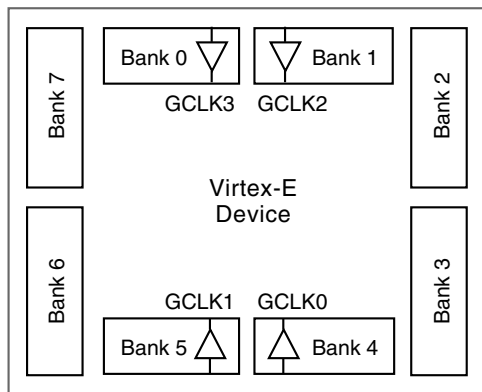 Bank 0
Bank 1
Bank 7
Bank 2
GCLK3
GCLK2
Virtex-E
Device
Bank 6
Bank 3
GCLK1
GCLK0
Bank 5
Bank 4